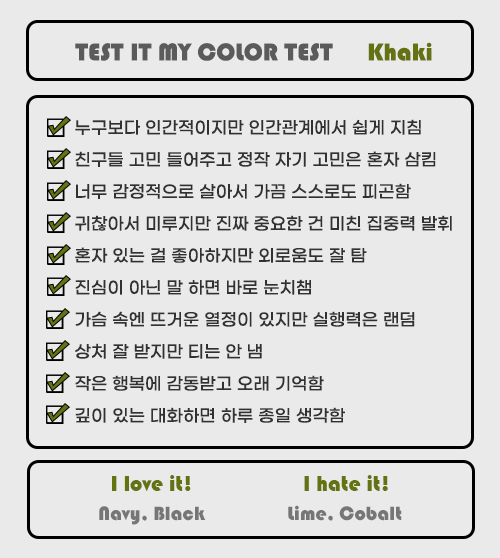 TEST IT MY COLOR TEST Khaki
누구보다 인간적이지만 인간관계에서 쉽게 지침
친구들 고민 들어주고 정작 자기 고민은 혼자 삼킴
너무 감정적으로 살아서 가끔 스스로도 피곤함
귀찮아서 미루지만 진짜 중요한 건 미친 집중력 발휘
혼자 있는 걸 좋아하지만 외로움도 잘 탐
진심이 아닌 말 하면 바로 눈치챔
가슴 속엔 뜨거운 열정이 있지만 실행력은 랜덤
상처 잘 받지만 티는 안 냄
작은 행복에 감동받고 오래 기억함
깊이 있는 대화하면 하루 종일 생각함
I love it! I hate it!
Navy, Black Lime, Cobalt